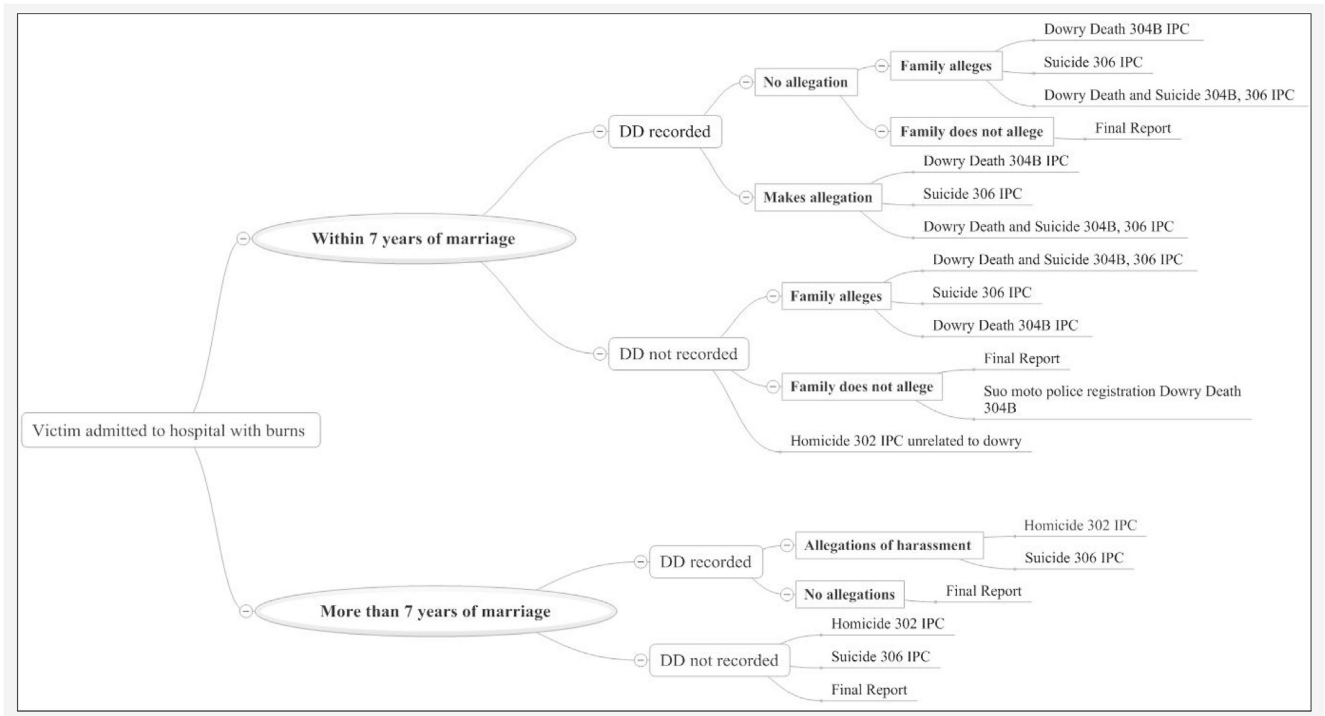 Victim admitted to hospital with burns
Within 7 years of marriage
DD recorded
No allegation
Family alleges
Dowry Death 304B IPC
Suicide 306 IPC
Dowry Death and Suicide 304B, 306 IPC
Family does not allege
Final Report
Makes allegation
Dowry Death 304B IPC
Suicide 306 IPC
Dowry Death and Suicide 304B, 306 IPC
DD not recorded
Family alleges
Dowry Death and Suicide 304B, 306 IPC
Suicide 306 IPC
Dowry Death 304B IPC
Family does not allege
Final Report
Suo moto police registration Dowry Death
304B
Homicide 302 IPC unrelated to dowry
More than 7 years of marriage
DD recorded
Allegations of harassment
Homicide 302 IPC
Suicide 306 IPC
No allegations
Final Report
DD not recorded
Homicide 302 IPC
Suicide 306 IPC
Final Report